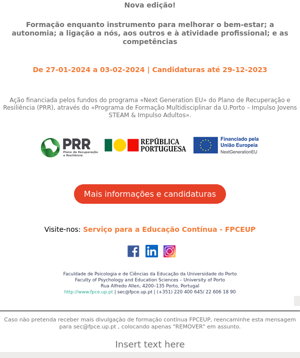 Nova edição!
Formação enquanto instrumento para melhorar o bem-estar; a
autonomia; a ligação a nós, aos outros e à atividade profissional; e as
competências
De 27-01-2024 a 03-02-2024 | Candidaturas até 29-12-2023
Ação financiada pelos fundos do programa «Next Generation EU» do Plano de Recuperação e
Resiliência (PRR), através do «Programa de Formação Multidisciplinar da U.Porto – Impulso Jovens
STEAM & Impulso Adultos».
PRR
Plano de Recuperação
e Resiliência
REPÚBLICA
PORTUGUESA
Financiado pela
União Europeia
NextGenerationEU
Mais informações e candidaturas
Visite-nos: Serviço para a Educação Contínua - FPCEUP
Faculdade de Psicologia e de Ciências da Educação da Universidade do Porto
Faculty of Psychology and Education Sciences - University of Porto
Rua Alfredo Allen, 4200-135 Porto, Portugal
http://www.fpce.up.pt | sec@fpce.up.pt | (+351) 220 400 645/ 22 606 18 90
Caso não pretenda receber mais divulgação de formação contínua FPCEUP, reencaminhe esta mensagem
para sec@fpce.up.pt , colocando apenas "REMOVER" em assunto.
Insert text here